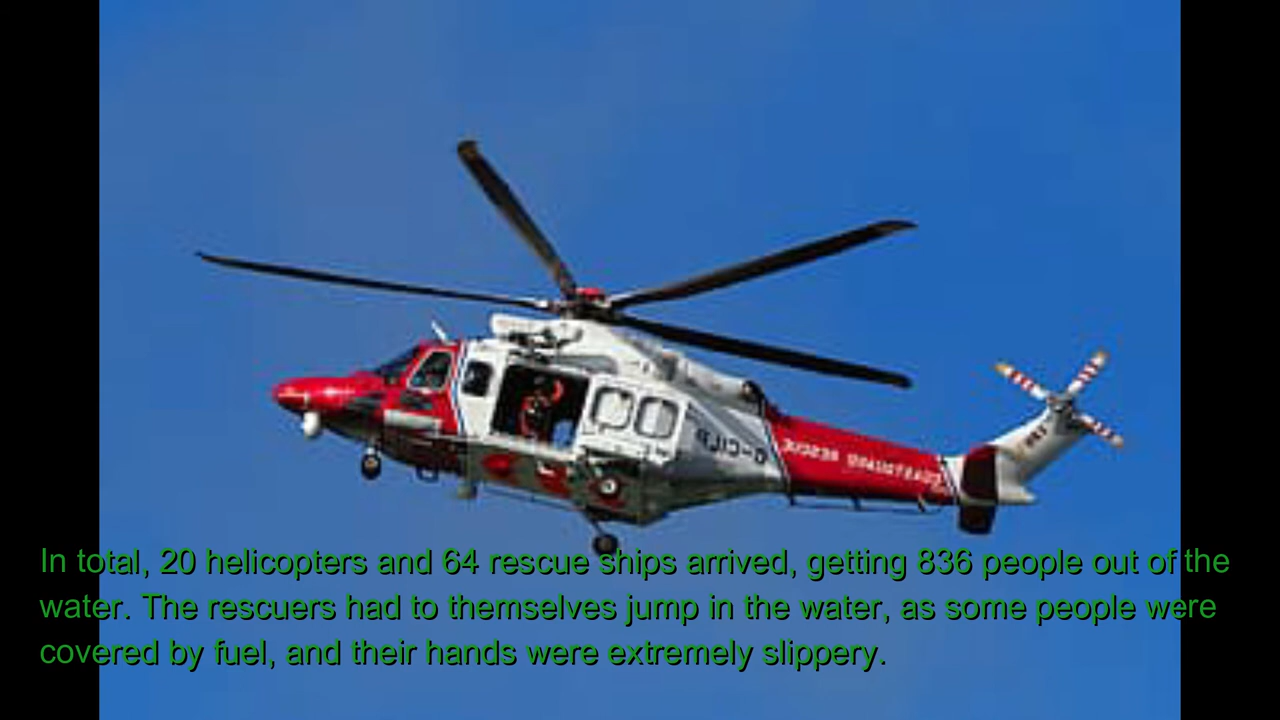 COASTGUARD RESCUE
In total, 20 helicopters and 64 rescue ships arrived, getting 836 people out of the
water. The rescuers had to themselves jump in the water, as some people were
covered by fuel, and their hands were extremely slippery.